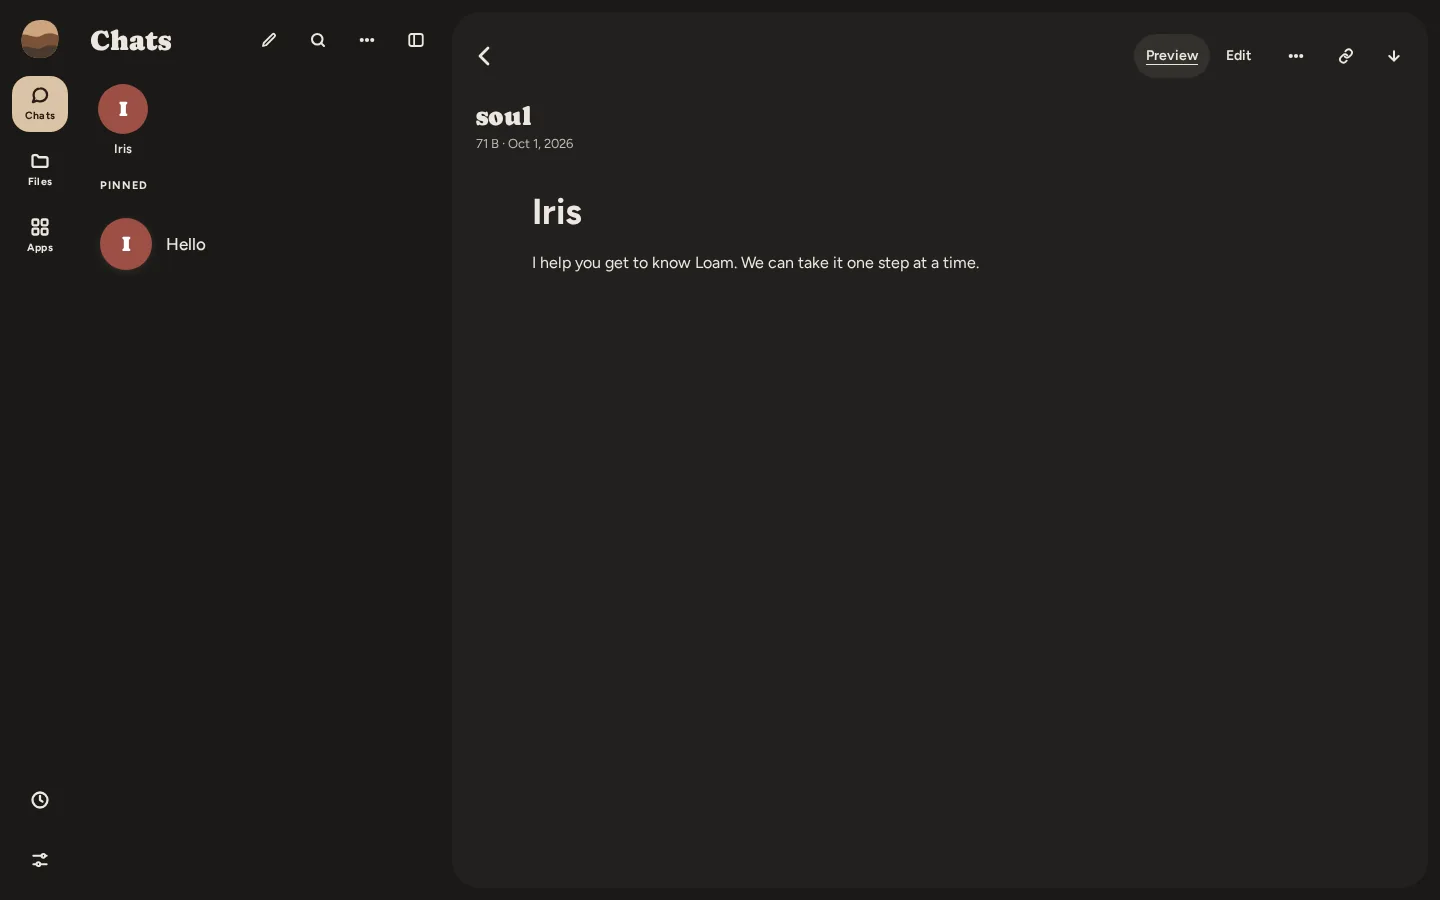 Chats
Chats
Files
Apps
I
Iris
PINNED
I
Hello
Preview
Edit
soul
71 B · Oct 1, 2026
Iris
I help you get to know Loam. We can take it one step at a time.